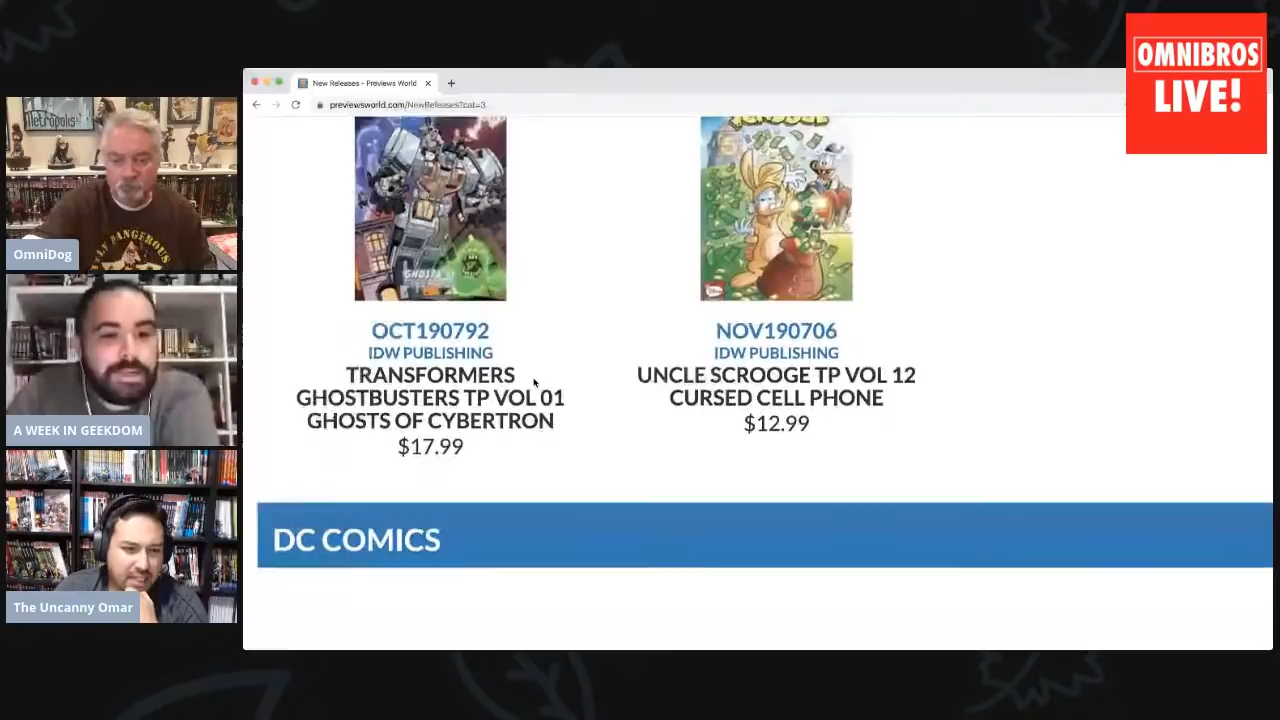 OMNIBROS
LIVE!
New Releases - Previews World
previewsworld.com/NewReleases?cat=3
Metropolis
DANGEROUS
OmniDog
A WEEK IN GEEKDOM
The Uncanny Omar
OCT190792
IDW PUBLISHING
TRANSFORMERS
GHOSTBUSTERS TP VOL 01
GHOSTS OF CYBERTRON
$17.99
NOV190706
IDW PUBLISHING
UNCLE SCROOGE TP VOL 12
CURSED CELL PHONE
$12.99
DC COMICS